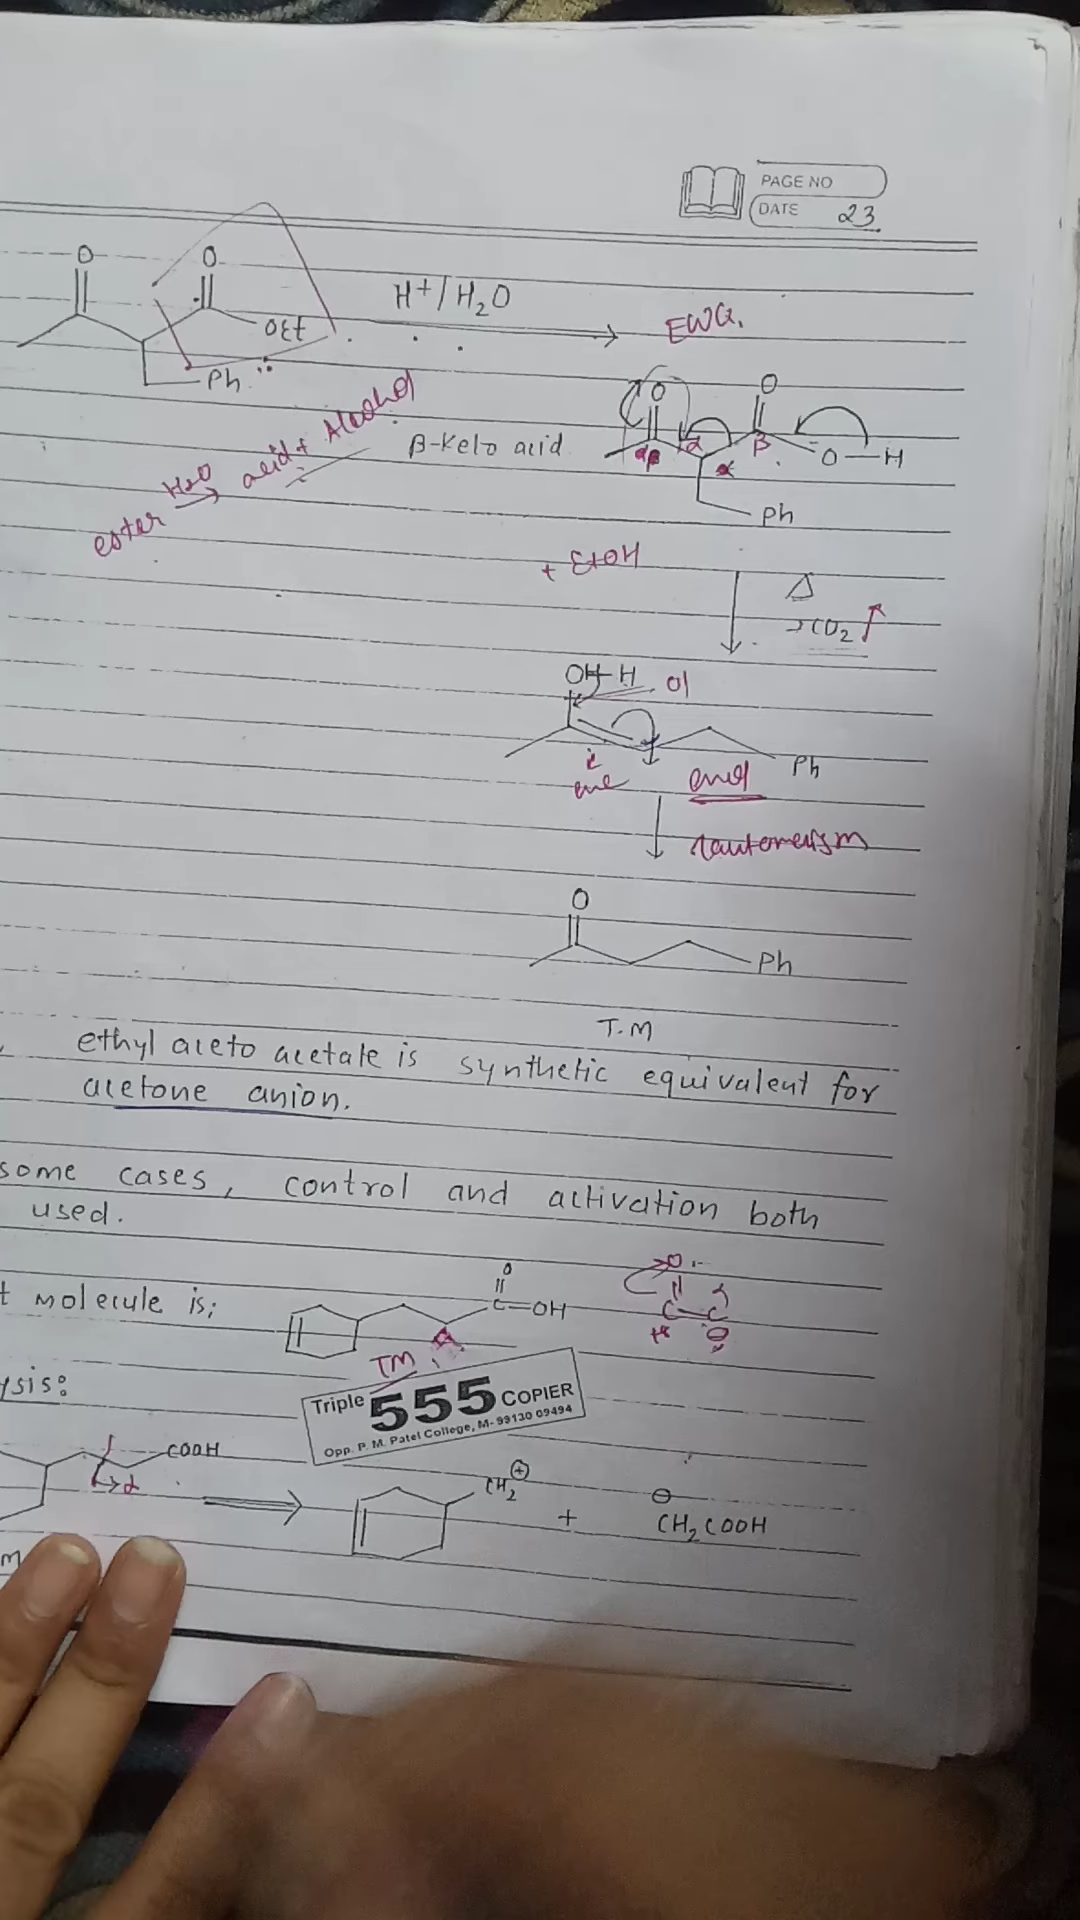 PAGE NO
DATE 23
O O
H+/H2O
OEt
Ph
EWG.
O O
β-keto acid
α β α
O—H
Ph
ester H2O → acid + Alcohol
+ EtOH
Δ
→CO2↑
OH H ol
Ph
ene enol
tautomerism
O
Ph
T.M
ethyl aceto acetate is synthetic equivalent for
acetone anion.
some cases, control and activation both
used.
t molecule is;
O
C—OH
O
C—C
TM
ysis:
Triple 555 COPIER
Opp. P. M. Patel College, M- 99130 09494
COOH
α
CH2 ⊕
+
⊖
CH2COOH